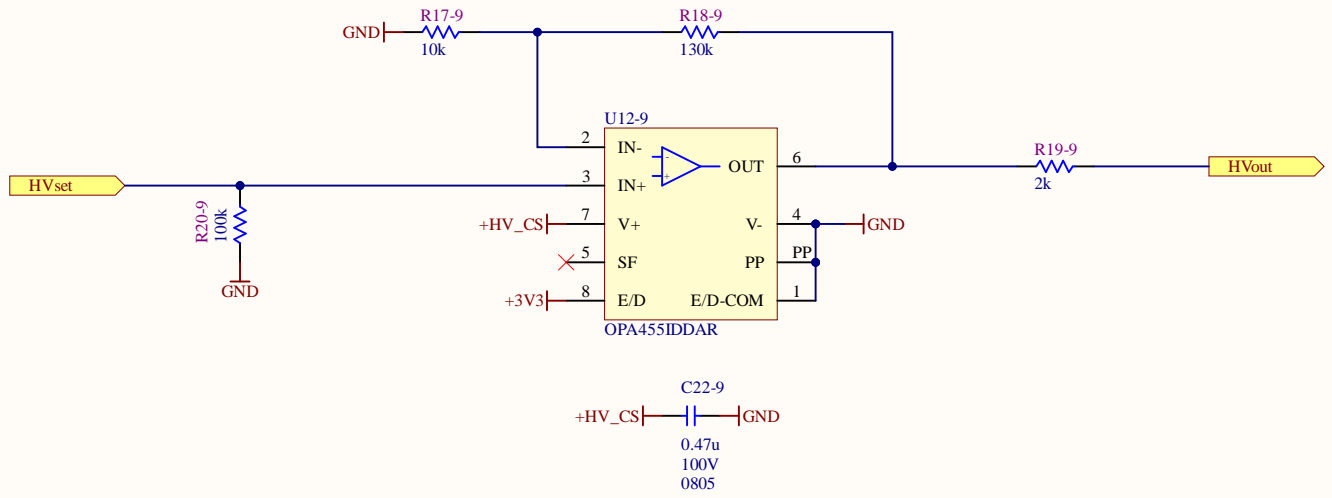 R17-9
R18-9
GND
10k
130k
U12-9
2
IN-
OUT
6
R19-9
2k
HVset
3
IN+
HVout
R20-9
100k
+HV_CS
7
V+
V-
4
GND
5
SF
PP
PP
GND
+3V3
8
E/D
E/D-COM
1
OPA455IDDAR
C22-9
+HV_CS
GND
0.47u
100V
0805